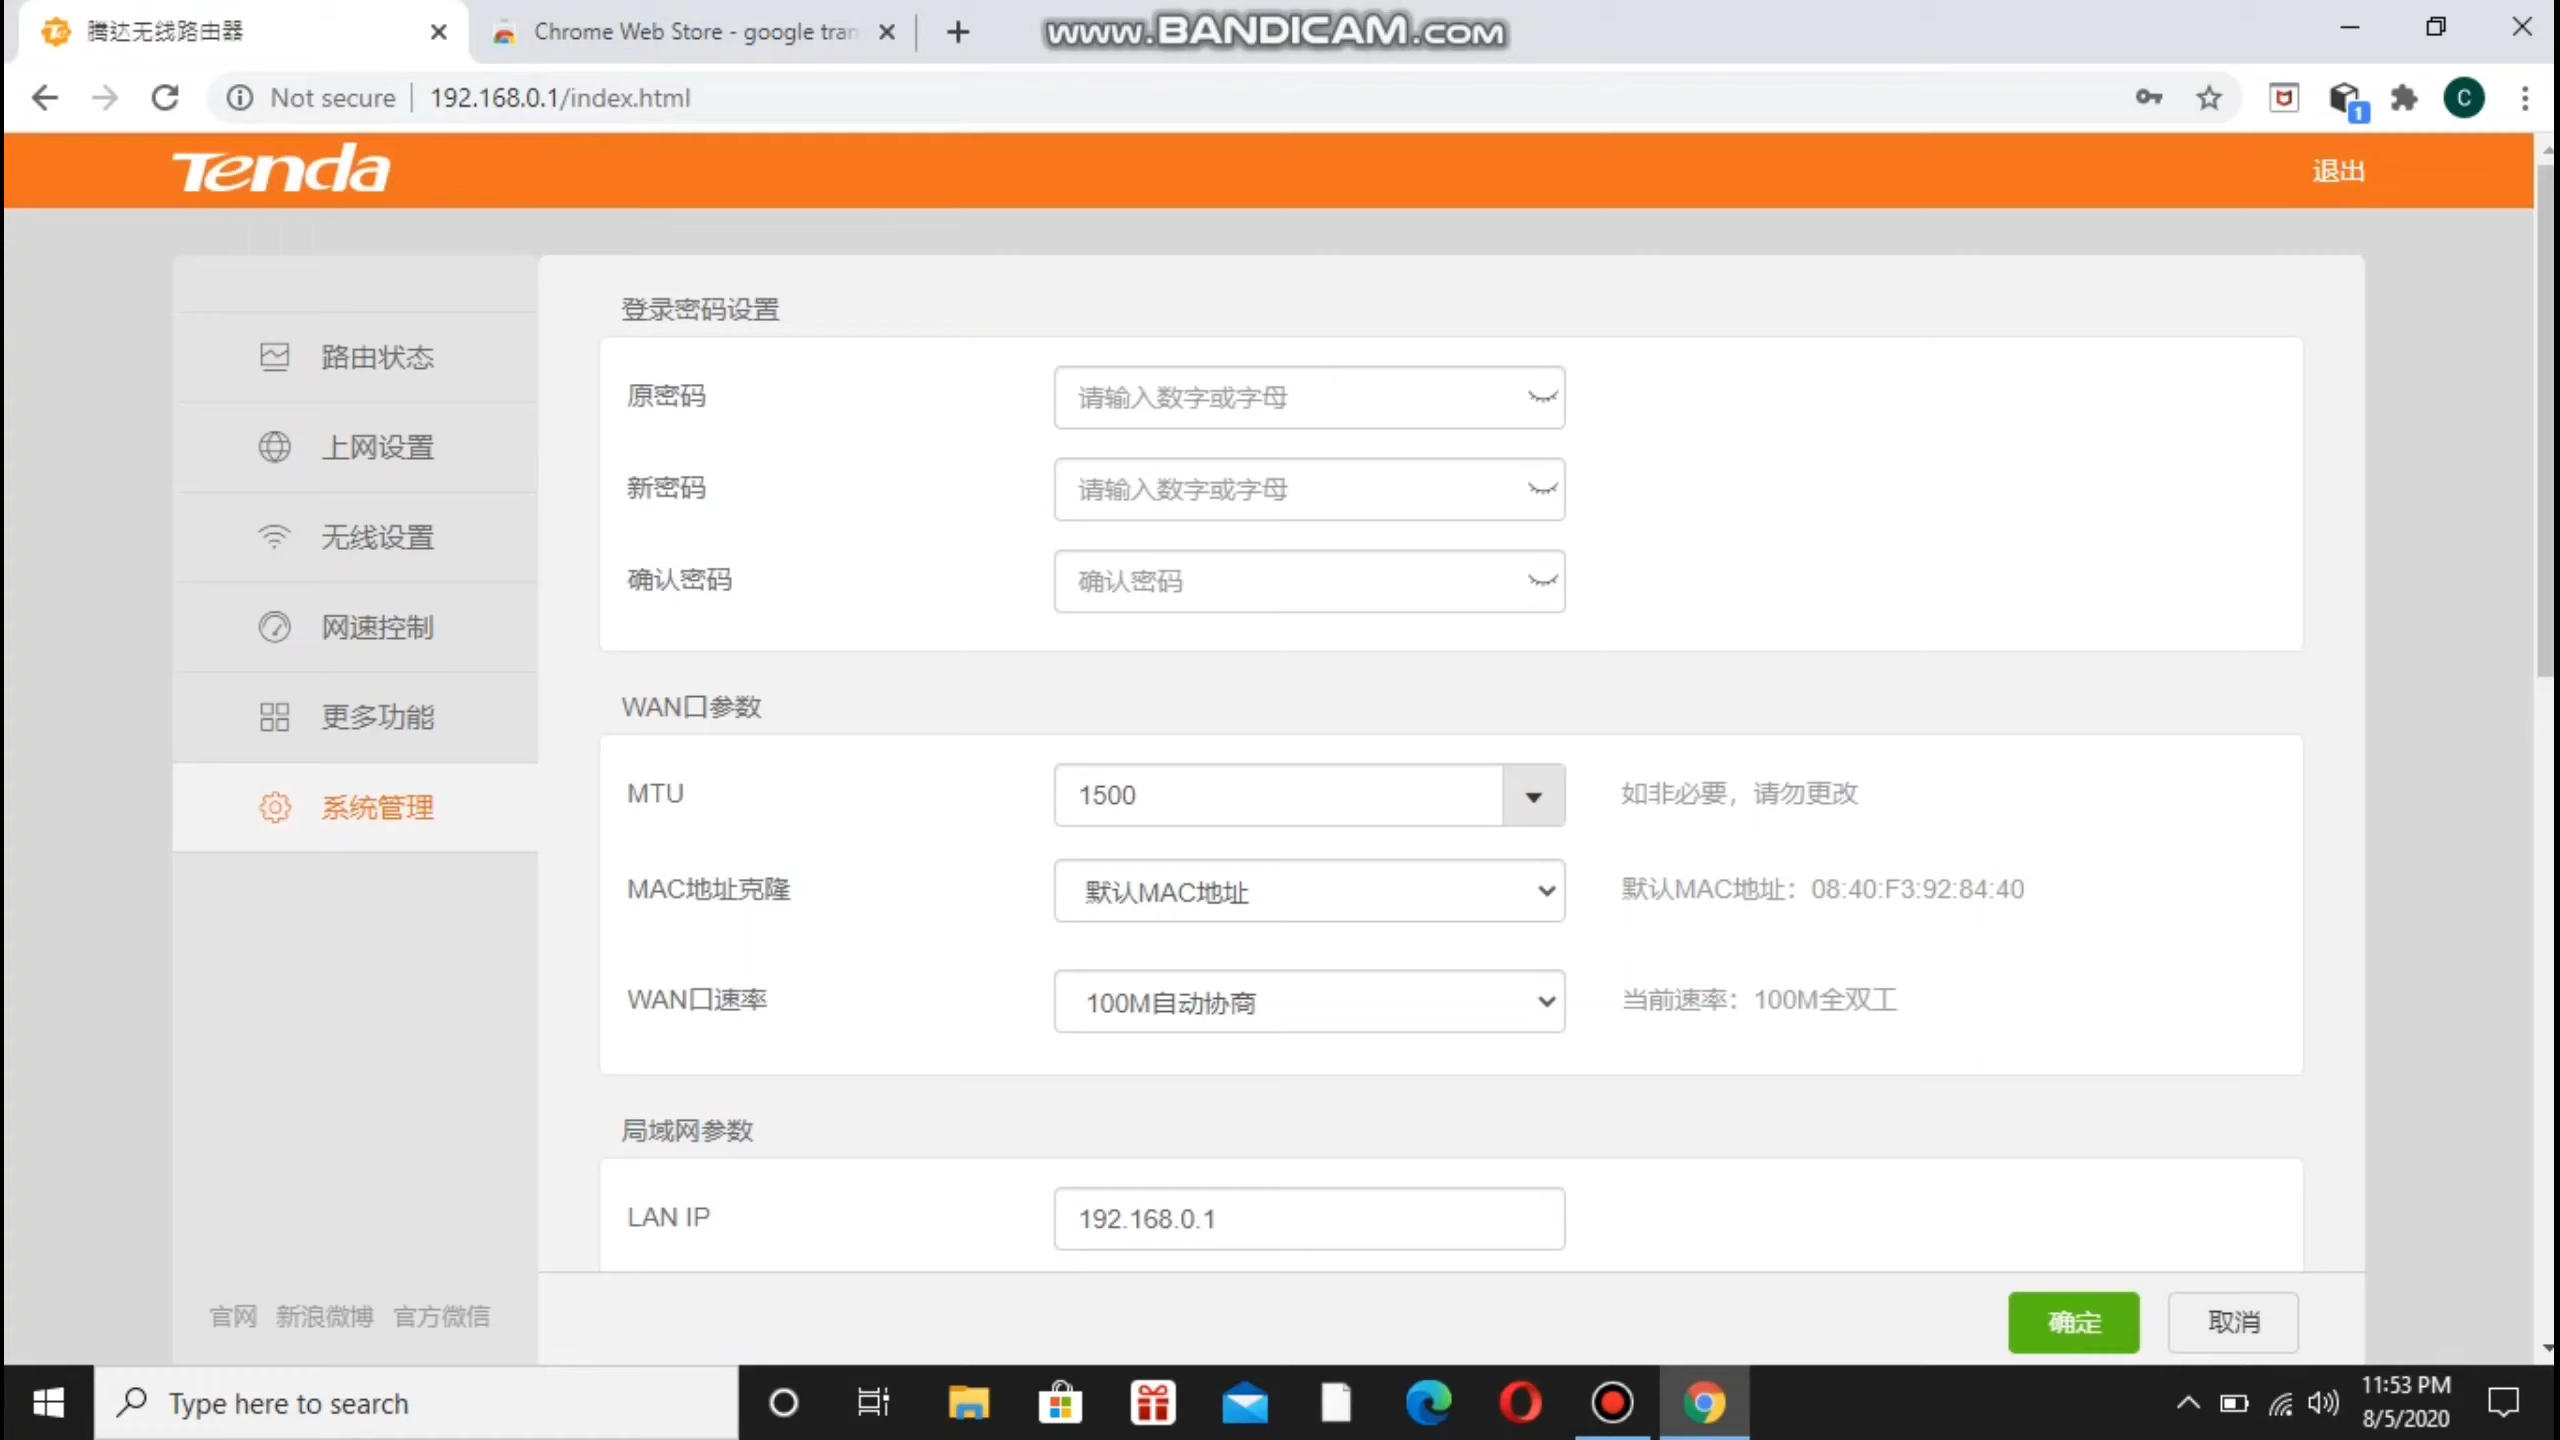 腾达无线路由器
Chrome Web Store - google tran
www.BANDICAM.com
Not secure
192.168.0.1/index.html
1
C
Tenda
退出
登录密码设置
路由状态
原密码
请输入数字或字母
上网设置
新密码
请输入数字或字母
无线设置
确认密码
确认密码
网速控制
更多功能
WAN口参数
系统管理
MTU
1500
如非必要，请勿更改
MAC地址克隆
默认MAC地址
默认MAC地址：08:40:F3:92:84:40
WAN口速率
100M自动协商
当前速率：100M全双工
局域网参数
LAN IP
192.168.0.1
官网 新浪微博 官方微信
确定
取消
Type here to search
11:53 PM
8/5/2020